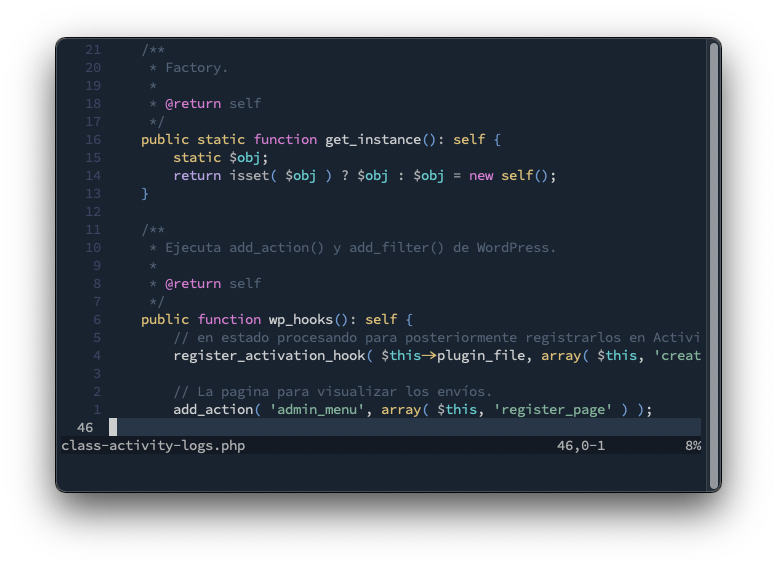 21 /**
20 * Factory.
19 *
18 * @return self
17 */
16 public static function get_instance(): self {
15 static $obj;
14 return isset( $obj ) ? $obj : $obj = new self();
13 }
12
11 /**
10 * Ejecuta add_action() y add_filter() de WordPress.
9 *
8 * @return self
7 */
6 public function wp_hooks(): self {
5 // en estado procesando para posteriormente registrarlos en Activi
4 register_activation_hook( $this->plugin_file, array( $this, 'creat
3
2 // La pagina para visualizar los envíos.
1 add_action( 'admin_menu', array( $this, 'register_page' ) );
46
class-activity-logs.php 46,0-1 8%